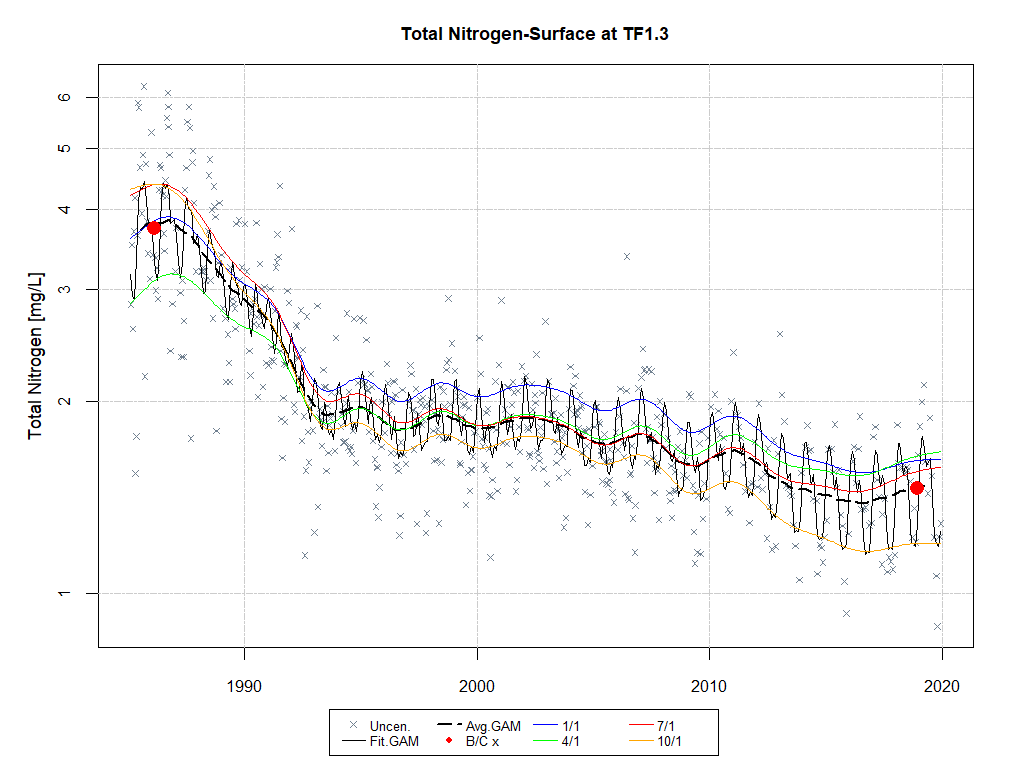 Total Nitrogen-Surface at TF1.3
Total Nitrogen [mg/L]
6
5
4
3
2
1
1990 2000 2010 2020
Uncen. Avg.GAM 1/1 7/1
Fit.GAM B/C x 4/1 10/1